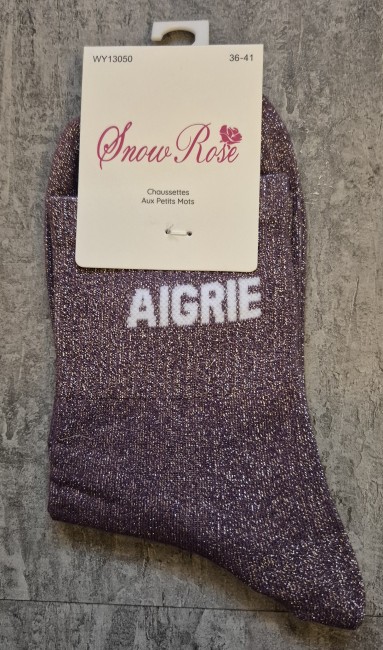 WY13050 36-41
Snow Rose
Chaussettes
Aux Petits Mots
AIGRIE